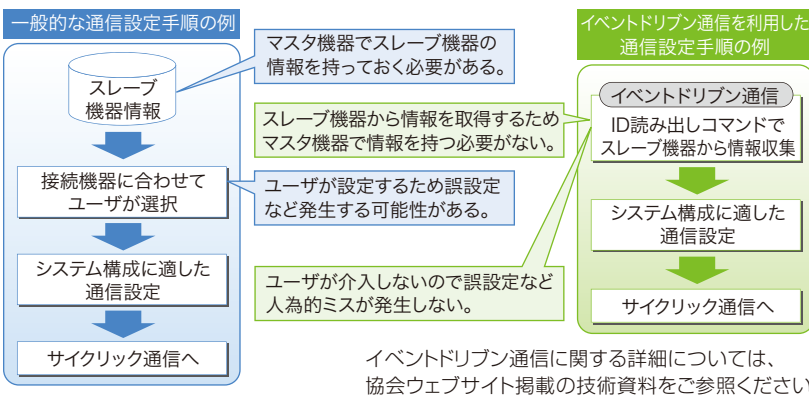 一般的な通信設定手順の例
スレーブ
機器情報
接続機器に合わせて
ユーザが選択
システム構成に適した
通信設定
サイクリック通信へ
マスタ機器でスレーブ機器の
情報を持っておく必要がある。
スレーブ機器から情報を取得するため
マスタ機器で情報を持つ必要がない。
ユーザが設定するため誤設定
など発生する可能性がある。
ユーザが介入しないので誤設定など
人為的ミスが発生しない。
イベントドリブン通信を利用した
通信設定手順の例
イベントドリブン通信
ID読み出しコマンドで
スレーブ機器から情報収集
システム構成に適した
通信設定
サイクリック通信へ
イベントドリブン通信に関する詳細については、
協会ウェブサイト掲載の技術資料をご参照ください